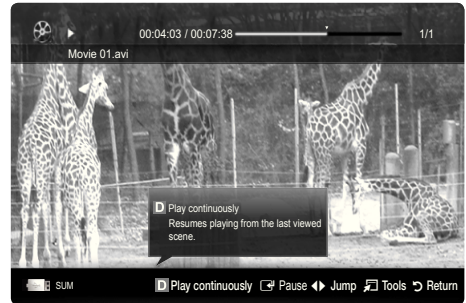 00:04:03 / 00:07:38 1/1
Movie 01.avi
D Play continuously
Resumes playing from the last viewed
scene.
SUM D Play continuously Pause Jump Tools Return